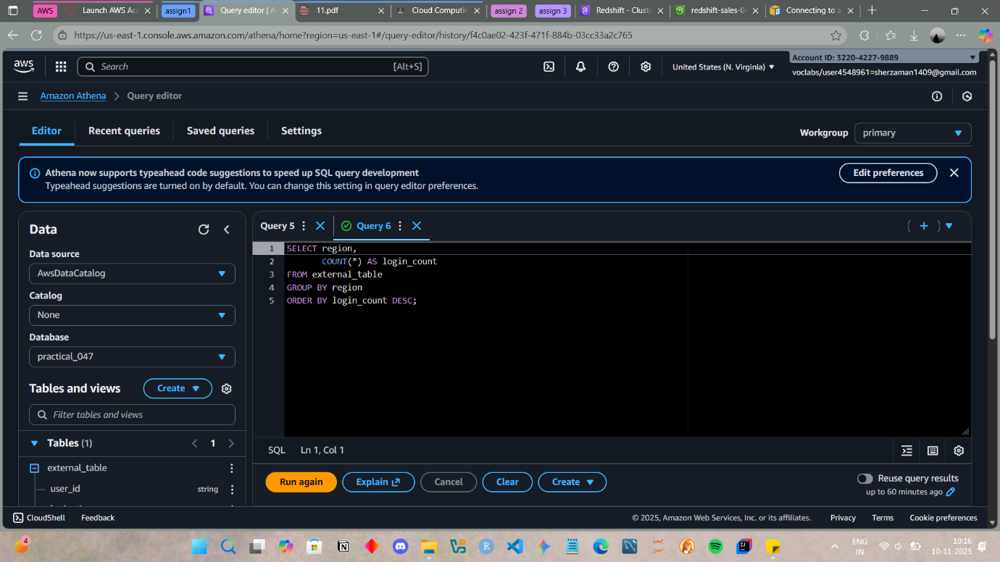 AWS
Launch AWS Aca
assign1
Query editor | A
11.pdf
Cloud Computin
assign 2
assign 3
Redshift - Cluste
redshift-sales-0
Connecting to a
https://us-east-1.console.aws.amazon.com/athena/home?region=us-east-1#/query-editor/history/f4c0ae02-423f-471f-884b-03cc33a2c765
aws
Search
[Alt+S]
United States (N. Virginia)
Account ID: 3220-4227-9889
voclabs/user4548961=sherzaman1409@gmail.com
Amazon Athena
Query editor
Editor
Recent queries
Saved queries
Settings
Workgroup
primary
Athena now supports typeahead code suggestions to speed up SQL query development
Typeahead suggestions are turned on by default. You can change this setting in query editor preferences.
Edit preferences
Data
Data source
AwsDataCatalog
Catalog
None
Database
practical_047
Tables and views
Create
Filter tables and views
Tables (1)
1
external_table
user_id
string
Query 5
Query 6
1 SELECT region,
2 COUNT(*) AS login_count
3 FROM external_table
4 GROUP BY region
5 ORDER BY login_count DESC;
SQL
Ln 1, Col 1
Run again
Explain
Cancel
Clear
Create
Reuse query results
up to 60 minutes ago
CloudShell
Feedback
© 2025, Amazon Web Services, Inc. or its affiliates.
Privacy
Terms
Cookie preferences
4
ENG
IN
10:16
10-11-2025